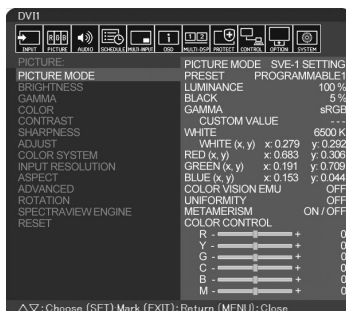 DVI1
INPUT
RGB
PICTURE
AUDIO
SCHEDULE
MULTI-INPUT
i
OSD
1 2
MULTI-DSP
PROTECT
CONTROL
OPTION
SYSTEM
PICTURE:
PICTURE MODE
BRIGHTNESS
GAMMA
COLOR
CONTRAST
SHARPNESS
ADJUST
COLOR SYSTEM
INPUT RESOLUTION
ASPECT
ADVANCED
ROTATION
SPECTRAVIEW ENGINE
RESET
PICTURE MODE SVE-1 SETTING
PRESET PROGRAMMABLE1
LUMINANCE 100 %
BLACK 5 %
GAMMA sRGB
CUSTOM VALUE ---
WHITE 6500 K
WHITE (x, y) x: 0.279 y: 0.292
RED (x, y) x: 0.683 y: 0.306
GREEN (x, y) x: 0.191 y: 0.709
BLUE (x, y) x: 0.153 y: 0.044
COLOR VISION EMU OFF
UNIFORMITY OFF
METAMERISM ON / OFF
COLOR CONTROL
R - + 0
Y - + 0
G - + 0
C - + 0
B - + 0
M - + 0
△▽: Choose (SET):Mark (EXIT): Return (MENU): Close